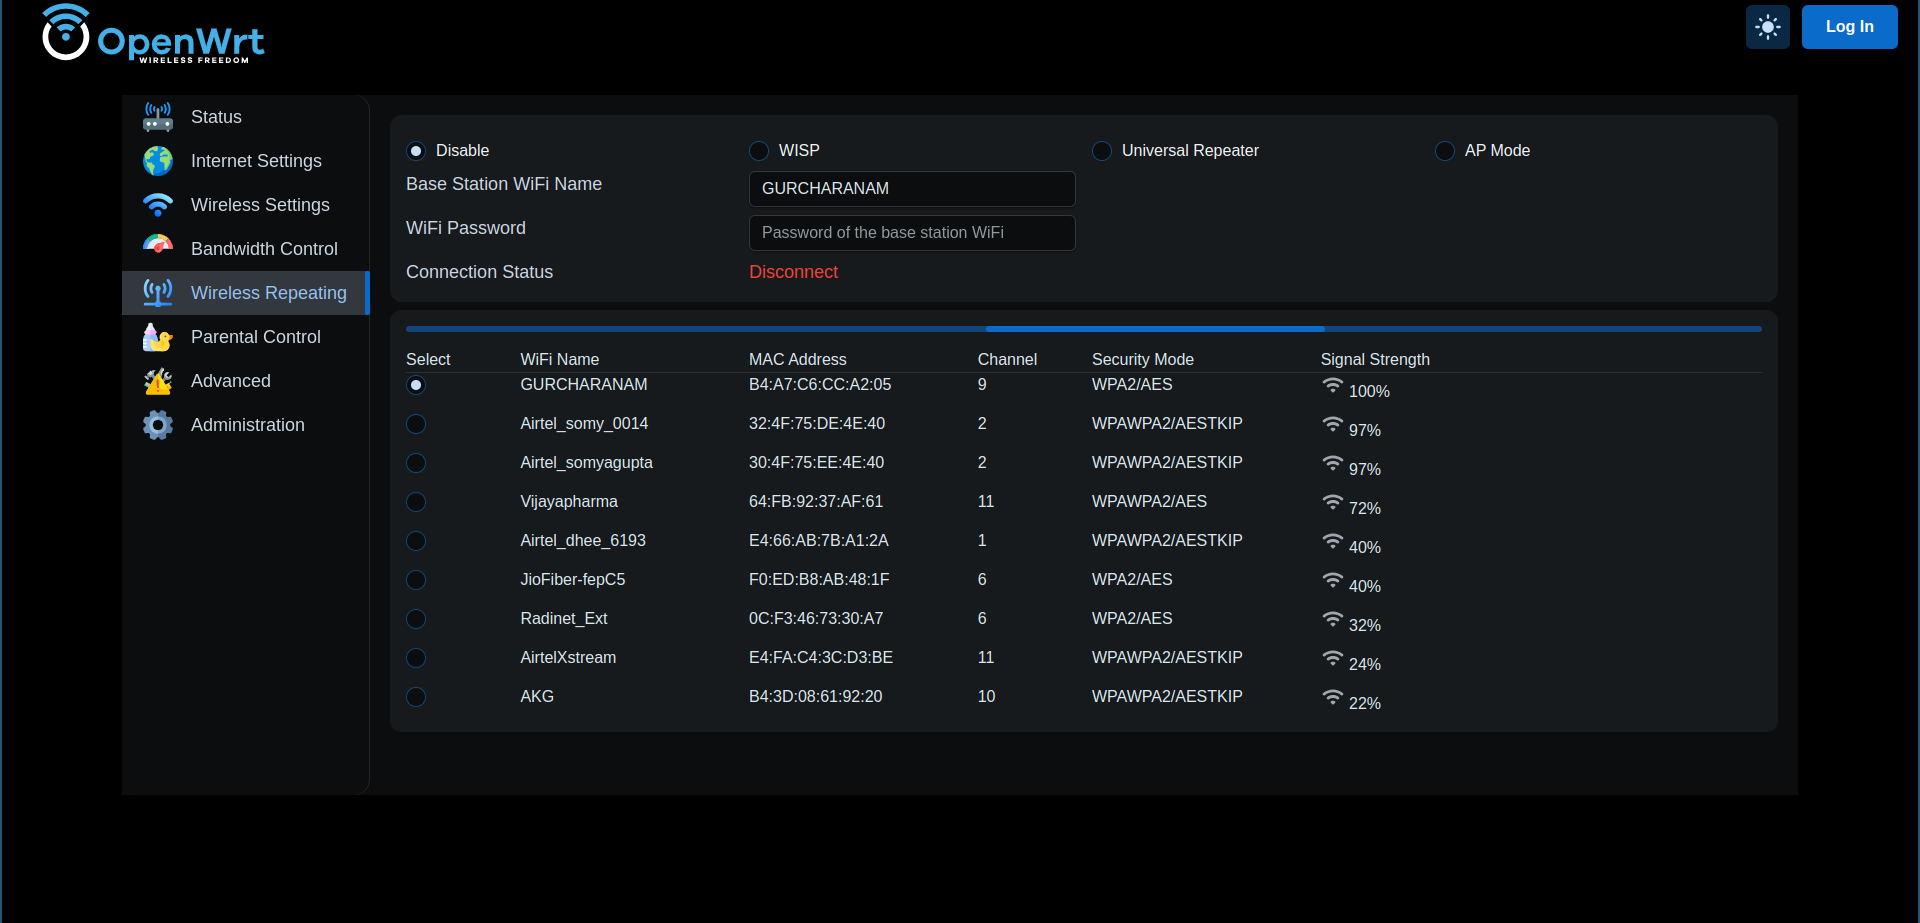 OpenWrt
WIRELESS FREEDOM
Log In
Status
Internet Settings
Wireless Settings
Bandwidth Control
Wireless Repeating
Parental Control
Advanced
Administration
Disable WISP Universal Repeater AP Mode
Base Station WiFi Name GURCHARANAM
WiFi Password Password of the base station WiFi
Connection Status Disconnect
Select WiFi Name MAC Address Channel Security Mode Signal Strength
GURCHARANAM B4:A7:C6:CC:A2:05 9 WPA2/AES 100%
Airtel_somy_0014 32:4F:75:DE:4E:40 2 WPAWPA2/AESTKIP 97%
Airtel_somyagupta 30:4F:75:EE:4E:40 2 WPAWPA2/AESTKIP 97%
Vijayapharma 64:FB:92:37:AF:61 11 WPAWPA2/AES 72%
Airtel_dhee_6193 E4:66:AB:7B:A1:2A 1 WPAWPA2/AESTKIP 40%
JioFiber-fepC5 F0:ED:B8:AB:48:1F 6 WPA2/AES 40%
Radinet_Ext 0C:F3:46:73:30:A7 6 WPA2/AES 32%
AirtelXstream E4:FA:C4:3C:D3:BE 11 WPAWPA2/AESTKIP 24%
AKG B4:3D:08:61:92:20 10 WPAWPA2/AESTKIP 22%